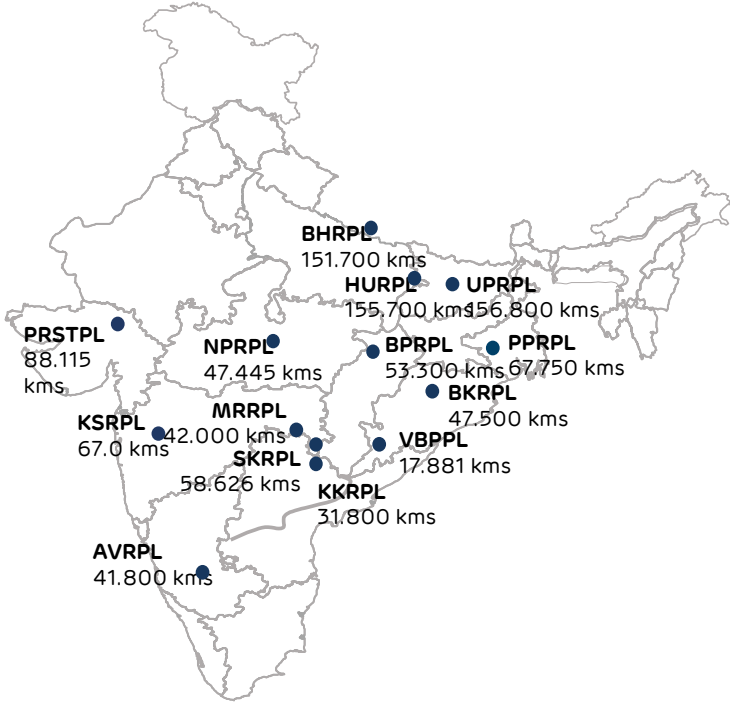 BHRPL
151.700 kms
HURPL
155.700 kms
UPRPL
156.800 kms
PRSTPL
88.115
kms
NPRPL
47.445 kms
BPRPL
53.300 kms
PPRPL
67.750 kms
BKRPL
47.500 kms
MRRPL
42.000 kms
KSRPL
67.0 kms
VBPPL
17.881 kms
SKRPL
58.626 kms
KKRPL
31.800 kms
AVRPL
41.800 kms